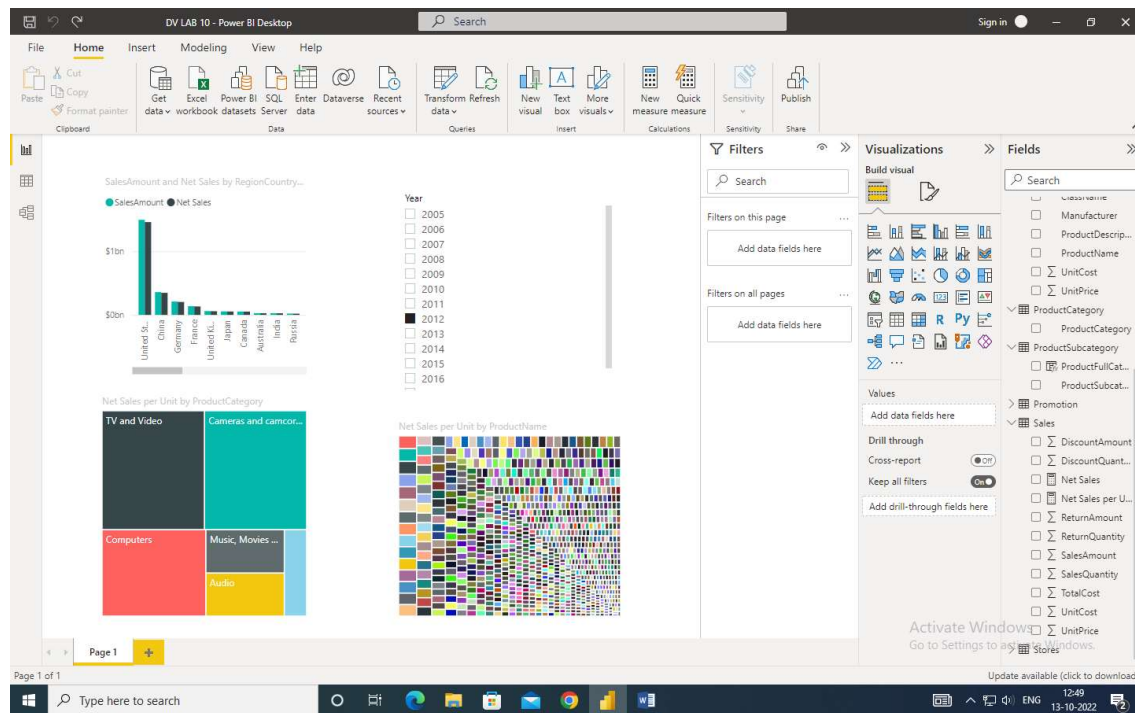 DV LAB 10 - Power BI Desktop
Search
Sign in
File Home Insert Modeling View Help
Paste
Cut
Copy
Format painter
Get data
Excel workbook
Power BI datasets
SQL Server
Enter data
Dataverse
Recent sources
Transform data
Refresh
New visual
Text box
More visuals
New measure
Quick measure
Sensitivity
Publish
Clipboard Data Queries Insert Calculations Sensitivity Share
SalesAmount and Net Sales by RegionCountry...
SalesAmount Net Sales
$1bn
$0bn
United St...
China
Germany
France
United Ki...
Japan
Canada
Australia
India
Russia
Year
2005
2006
2007
2008
2009
2010
2011
2012
2013
2014
2015
2016
Net Sales per Unit by ProductCategory
TV and Video
Cameras and camcor...
Computers
Music, Movies ...
Audio
Net Sales per Unit by ProductName
Filters
Search
Filters on this page ...
Add data fields here
Filters on all pages ...
Add data fields here
Visualizations
Build visual
123
R Py
...
Values
Add data fields here
Drill through
Cross-report Off
Keep all filters On
Add drill-through fields here
Fields
Search
ClassName
Manufacturer
ProductDescrip...
ProductName
∑ UnitCost
∑ UnitPrice
ProductCategory
ProductCategory
ProductSubcategory
ProductFullCat...
ProductSubcat...
Promotion
Sales
∑ DiscountAmount
∑ DiscountQuant...
Net Sales
Net Sales per U...
∑ ReturnAmount
∑ ReturnQuantity
∑ SalesAmount
∑ SalesQuantity
∑ TotalCost
∑ UnitCost
∑ UnitPrice
Stores
Activate Windows
Go to Settings to activate Windows.
Page 1
+
Page 1 of 1
Update available (click to download
Type here to search
ENG
12:49
13-10-2022
2